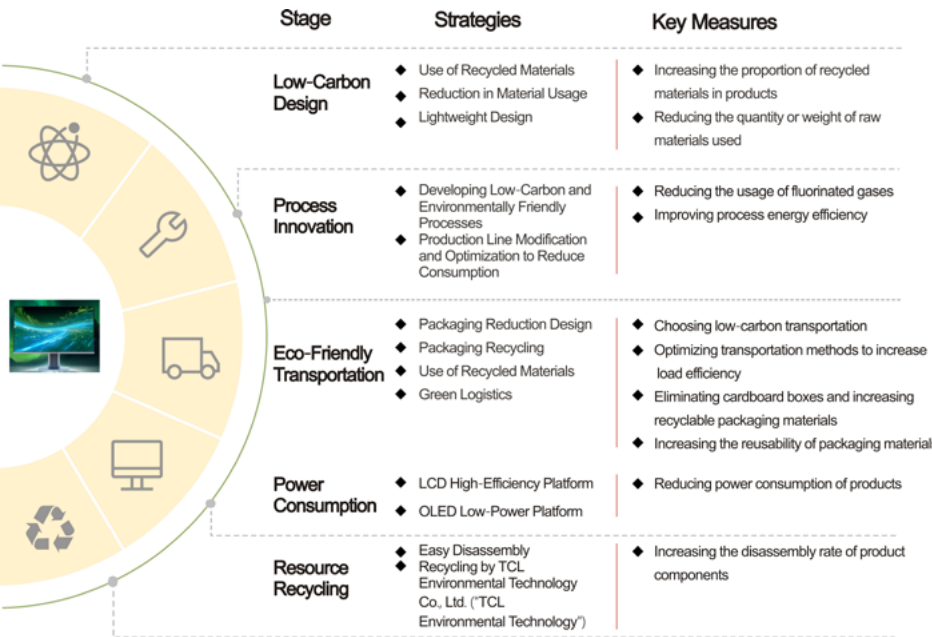 Stage
Strategies
Key Measures
Low-Carbon
Design
◆ Use of Recycled Materials
◆ Reduction in Material Usage
◆ Lightweight Design
◆ Increasing the proportion of recycled
materials in products
◆ Reducing the quantity or weight of raw
materials used
Process
Innovation
◆ Developing Low-Carbon and
Environmentally Friendly
Processes
◆ Production Line Modification
and Optimization to Reduce
Consumption
◆ Reducing the usage of fluorinated gases
◆ Improving process energy efficiency
Eco-Friendly
Transportation
◆ Packaging Reduction Design
◆ Packaging Recycling
◆ Use of Recycled Materials
◆ Green Logistics
◆ Choosing low-carbon transportation
◆ Optimizing transportation methods to increase
load efficiency
◆ Eliminating cardboard boxes and increasing
recyclable packaging materials
◆ Increasing the reusability of packaging material
Power
Consumption
◆ LCD High-Efficiency Platform
◆ OLED Low-Power Platform
◆ Reducing power consumption of products
Resource
Recycling
◆ Easy Disassembly
◆ Recycling by TCL
Environmental Technology
Co., Ltd. ("TCL
Environmental Technology")
◆ Increasing the disassembly rate of product
components